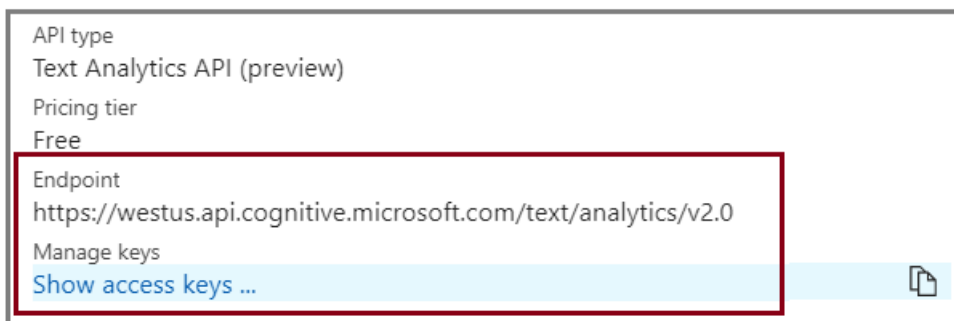 API type
Text Analytics API (preview)
Pricing tier
Free
Endpoint
https://westus.api.cognitive.microsoft.com/text/analytics/v2.0
Manage keys
Show access keys ...